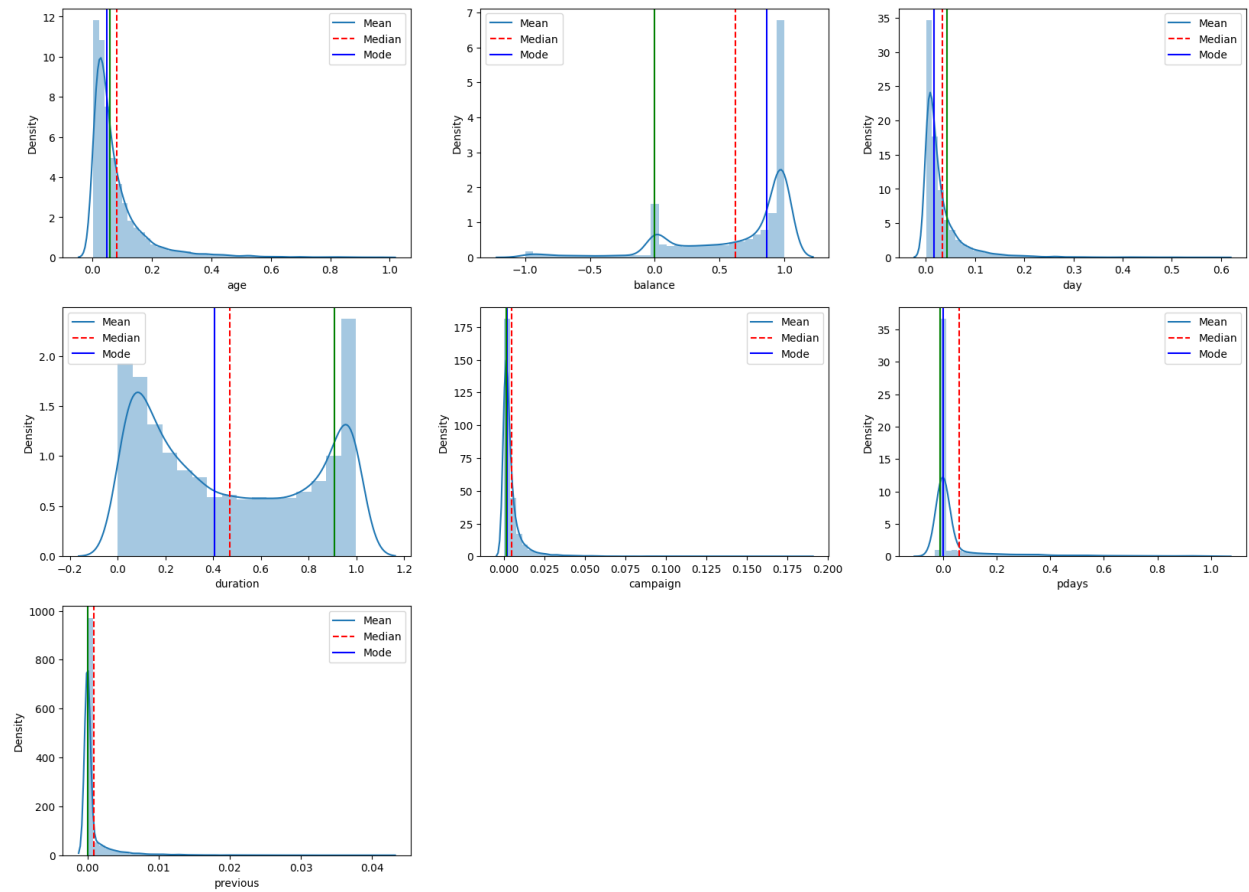 12
10
8
6
4
2
0
Density
0.0 0.2 0.4 0.6 0.8 1.0
age
Mean
Median
Mode
7
6
5
4
3
2
1
0
Density
−1.0 −0.5 0.0 0.5 1.0
balance
Mean
Median
Mode
35
30
25
20
15
10
5
0
Density
0.0 0.1 0.2 0.3 0.4 0.5 0.6
day
Mean
Median
Mode
2.0
1.5
1.0
0.5
0.0
Density
−0.2 0.0 0.2 0.4 0.6 0.8 1.0 1.2
duration
Mean
Median
Mode
175
150
125
100
75
50
25
0
Density
0.000 0.025 0.050 0.075 0.100 0.125 0.150 0.175 0.200
campaign
Mean
Median
Mode
35
30
25
20
15
10
5
0
Density
0.0 0.2 0.4 0.6 0.8 1.0
pdays
Mean
Median
Mode
1000
800
600
400
200
0
Density
0.00 0.01 0.02 0.03 0.04
previous
Mean
Median
Mode